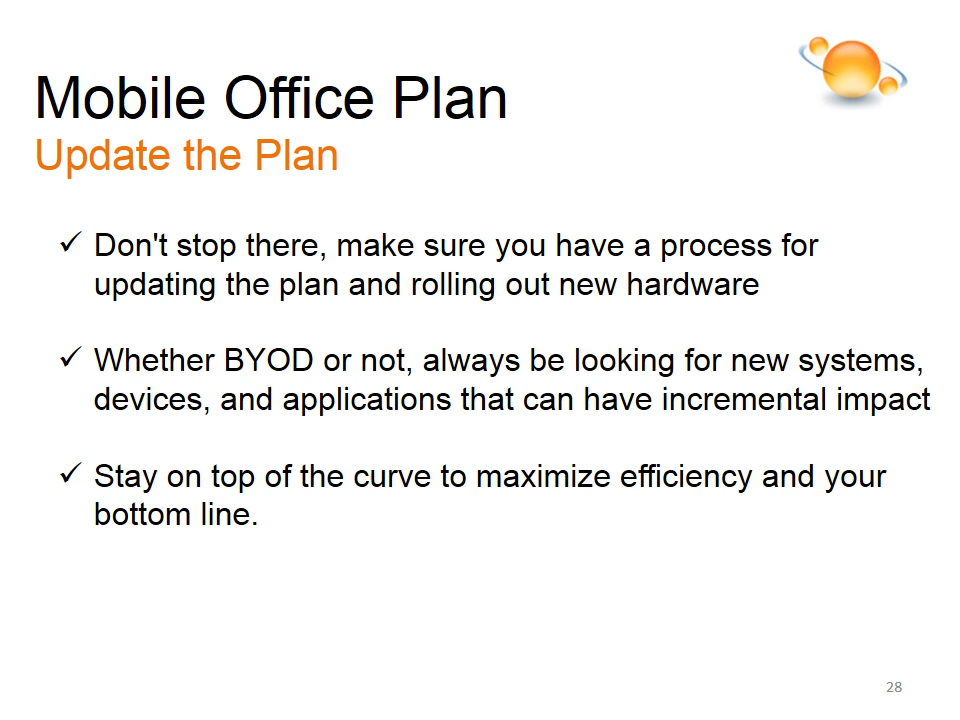 Mobile Office Plan
Update the Plan
✓ Don't stop there, make sure you have a process for
updating the plan and rolling out new hardware
✓ Whether BYOD or not, always be looking for new systems,
devices, and applications that can have incremental impact
✓ Stay on top of the curve to maximize efficiency and your
bottom line.
28